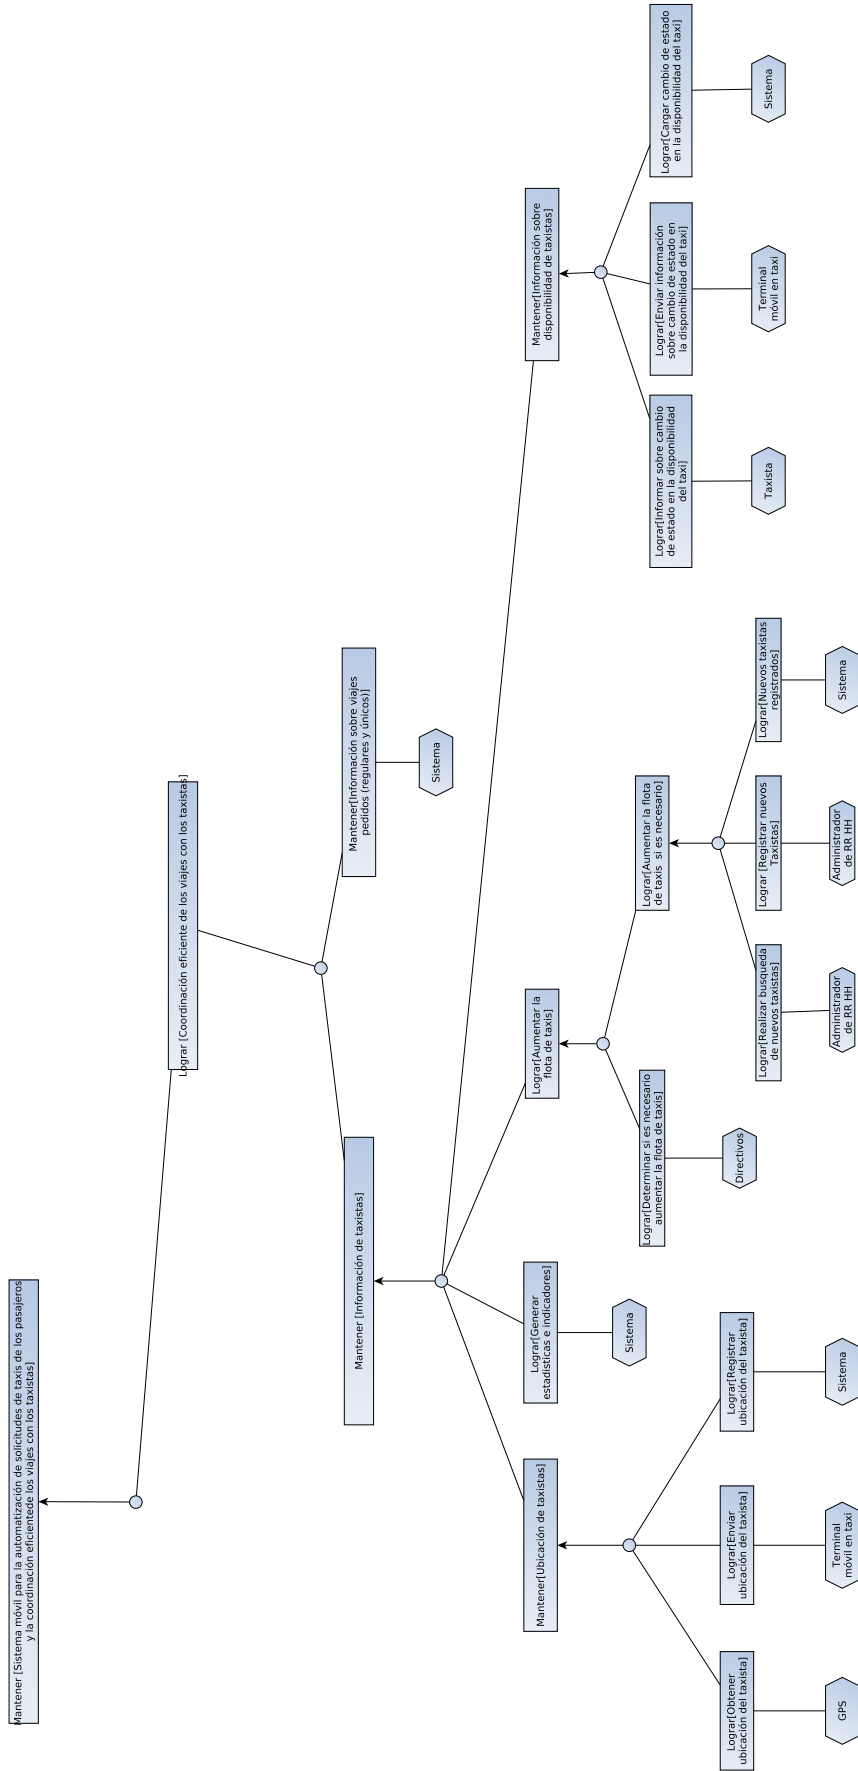 Mantener [Sistema móvil para la automatización de solicitudes de taxis de los pasajeros
y la coordinación eficientede los viajes con los taxistas]
Lograr [Coordinación eficiente de los viajes con los taxistas]
Mantener [Información de taxistas]
Mantener[Información sobre viajes
pedidos (regulares y únicos)]
Sistema
Mantener[Ubicación de taxistas]
Lograr[Generar
estadísticas e indicadores]
Lograr[Aumentar la
flota de taxis]
Mantener[Información sobre
disponibilidad de taxistas]
Sistema
Lograr[Determinar si es necesario
aumentar la flota de taxis]
Lograr[Aumentar la flota
de taxis si es necesario]
Lograr[Informar sobre cambio
de estado en la disponibilidad
del taxi]
Lograr[Enviar información
sobre cambio de estado en
la disponibilidad del taxi]
Lograr[Cargar cambio de estado
en la disponibilidad del taxi]
Directivos
Taxista
Terminal
móvil en taxi
Sistema
Lograr[Obtener
ubicación del taxista]
Lograr[Enviar
ubicación del taxista]
Lograr[Registrar
ubicación del taxista]
Lograr[Realizar busqueda
de nuevos taxistas]
Lograr [Registrar nuevos
Taxistas]
Lograr[Nuevos taxistas
registrados]
GPS
Terminal
móvil en taxi
Sistema
Administrador
de RR HH
Administrador
de RR HH
Sistema